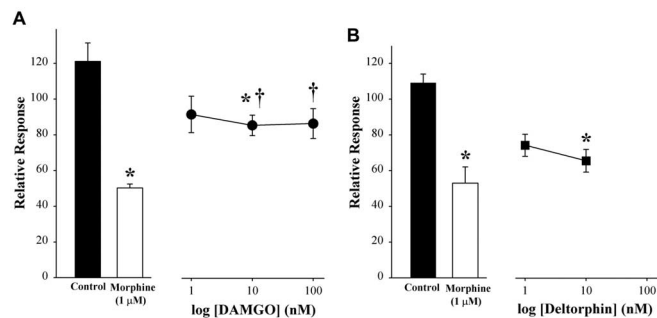 A
B
Relative Response
120
100
80
60
40
20
0
*
* †
†
Control Morphine
(1 μM)
1 10 100
log [DAMGO] (nM)
Relative Response
120
100
80
60
40
20
0
*
*
Control Morphine
(1 μM)
1 10 100
log [Deltorphin] (nM)